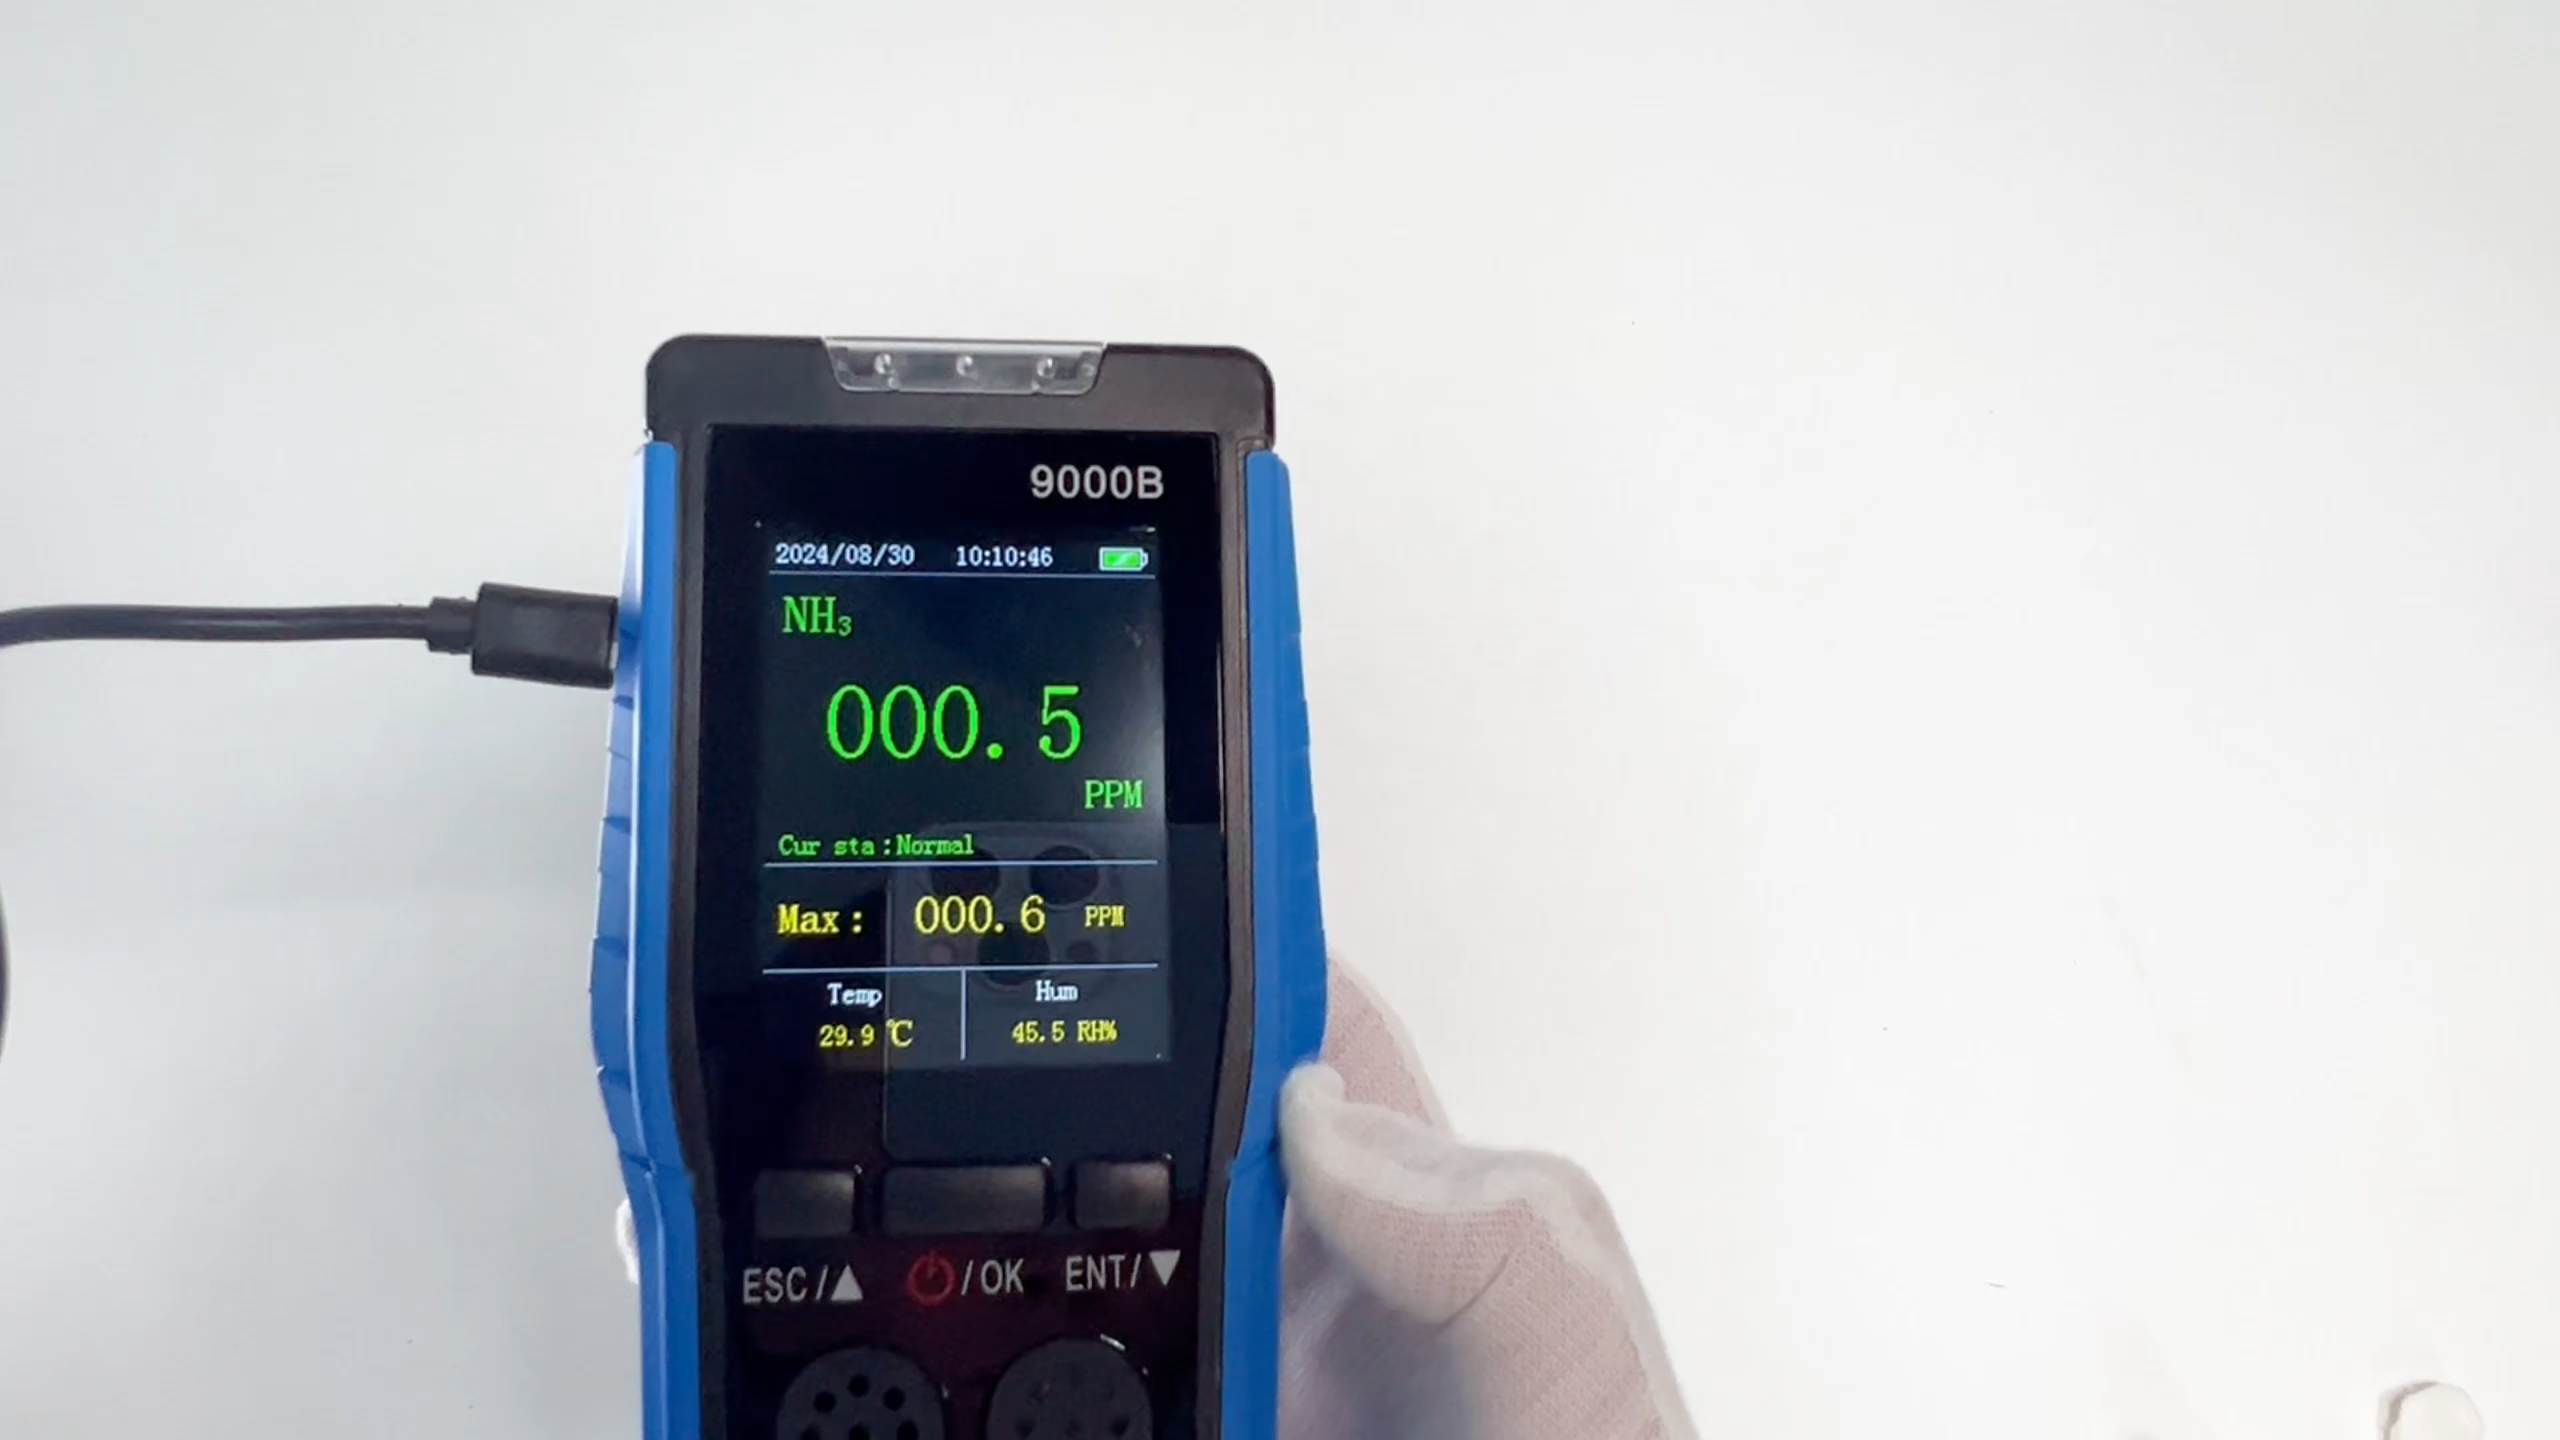 9000B
2024/08/30 10:10:46
NH₃
000.5
PPM
Cur sta:Normal
Max: 000.6 PPM
Temp Hum
29.9 ℃ 45.5 RH%
ESC/▲ /OK ENT/▼